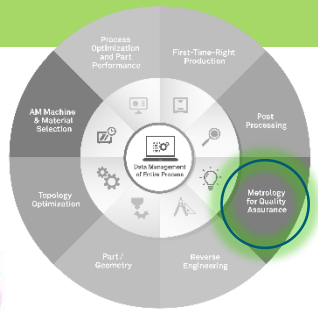 Process
Optimization
and Part
Performance
First-Time-Right
Production
Post
Processing
Metrology
for Quality
Assurance
Reverse
Engineering
Part /
Geometry
Topology
Optimization
AM Machine
& Material
Selection
Data Management
of Entire Process